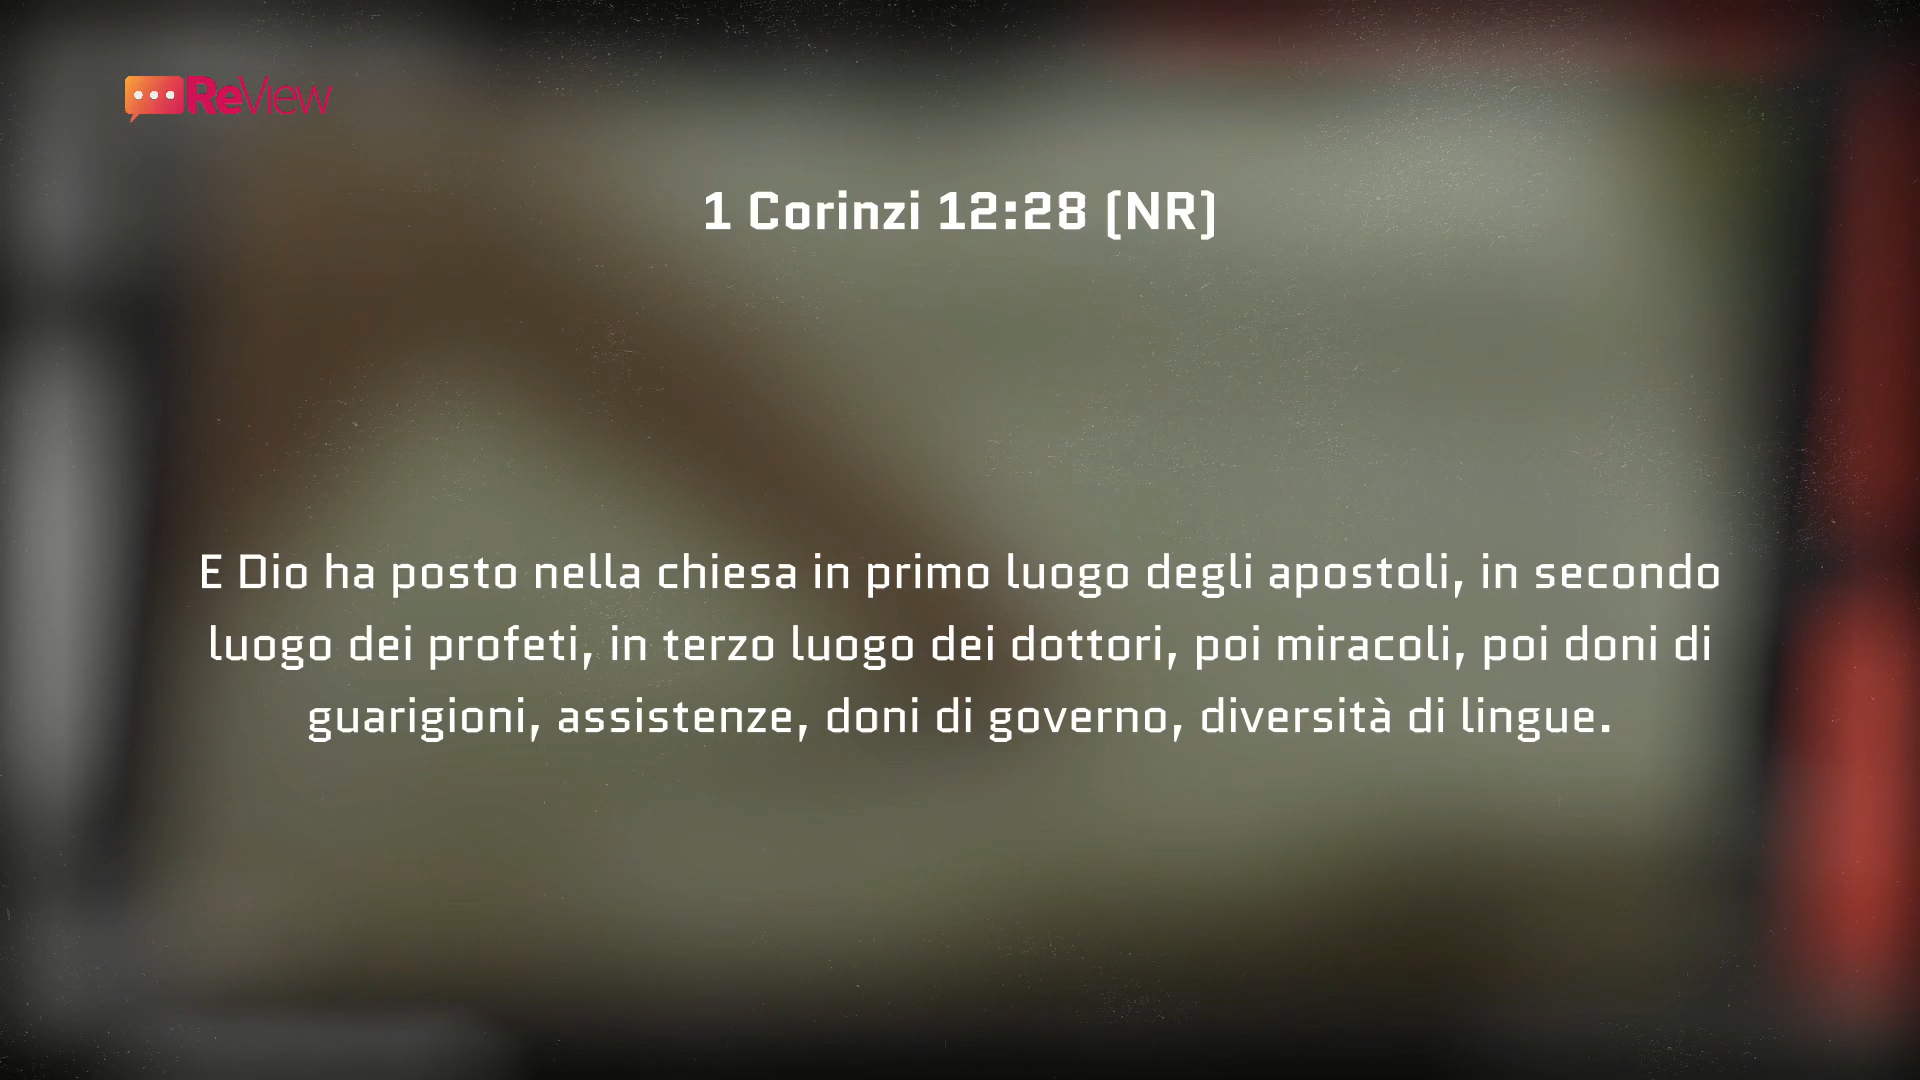 ReView
1 Corinzi 12:28 (NR)
E Dio ha posto nella chiesa in primo luogo degli apostoli, in secondo
luogo dei profeti, in terzo luogo dei dottori, poi miracoli, poi doni di
guarigioni, assistenze, doni di governo, diversità di lingue.